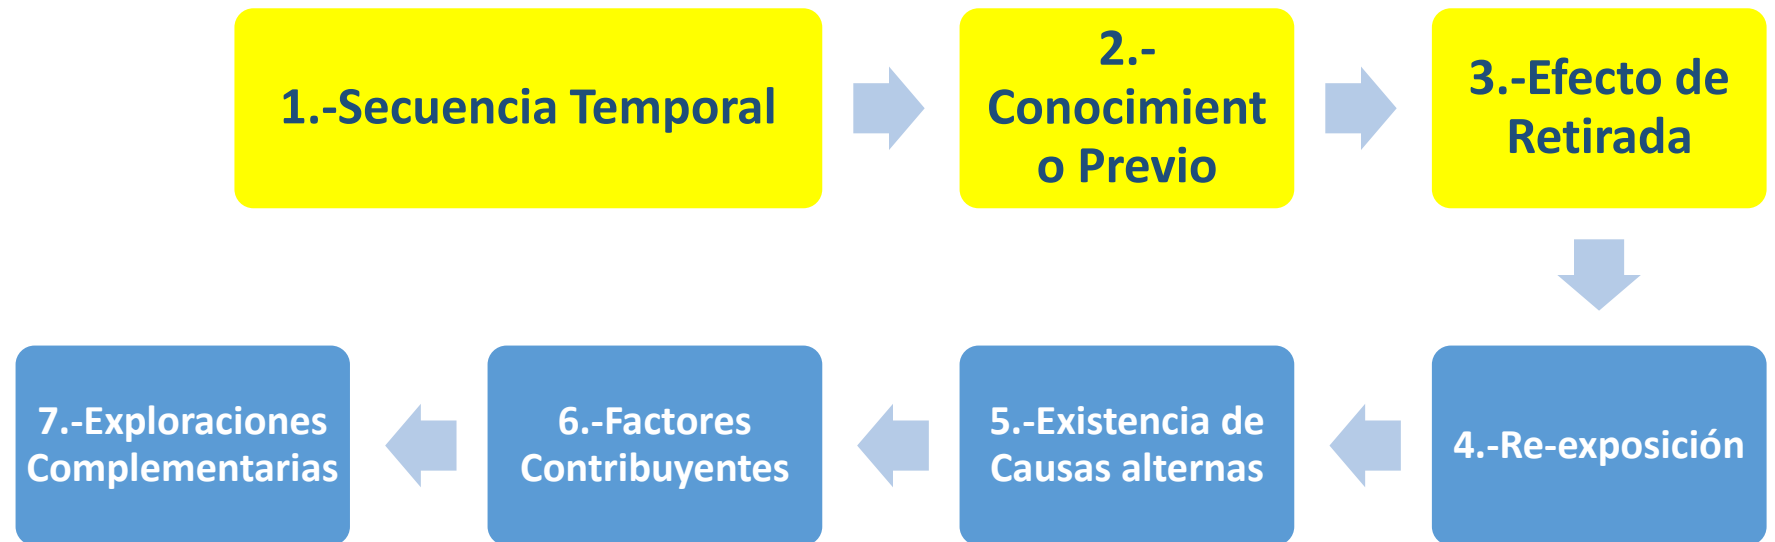 1.-Secuencia Temporal
2.-
Conocimient
o Previo
3.-Efecto de
Retirada
4.-Re-exposición
5.-Existencia de
Causas alternas
6.-Factores
Contribuyentes
7.-Exploraciones
Complementarias